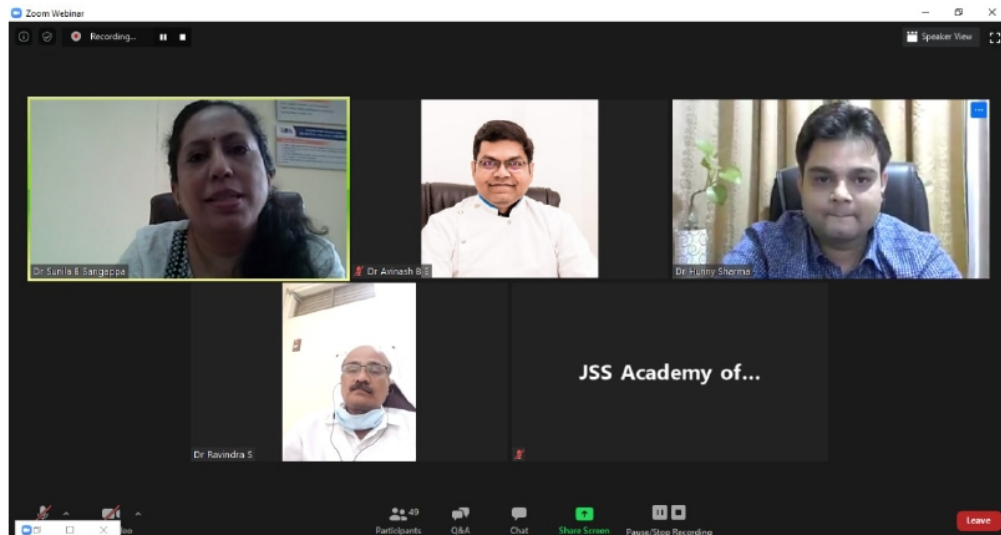 Zoom Webinar
Recording...
Speaker View
Dr Sunila B Sangappa
Dr Avinash B S
Dr Hunny Sharma
Dr Ravindra S
JSS Academy of...
49
Participants
Q&A
Chat
Share Screen
Pause/Stop Recording
Leave